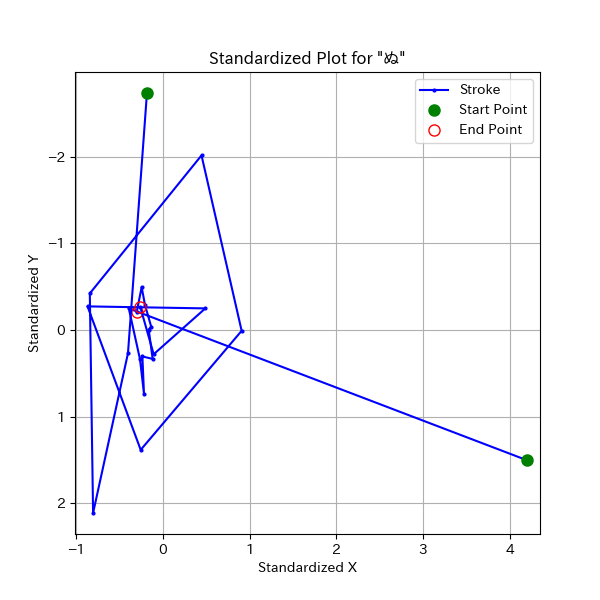 Standardized Plot for "ぬ"
Stroke
Start Point
End Point
Standardized Y
−2
−1
0
1
2
−1 0 1 2 3 4
Standardized X